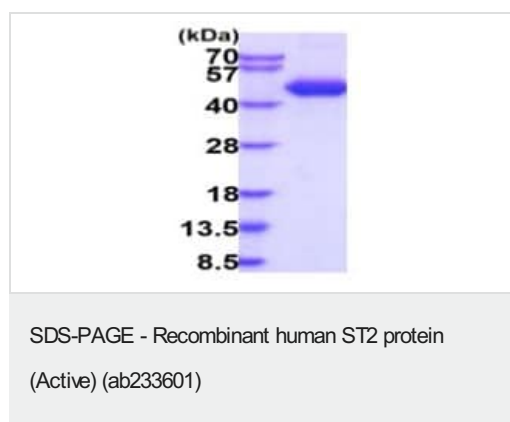 (kDa)
70
57
40
28
18
13.5
8.5
SDS-PAGE - Recombinant human ST2 protein
(Active) (ab233601)